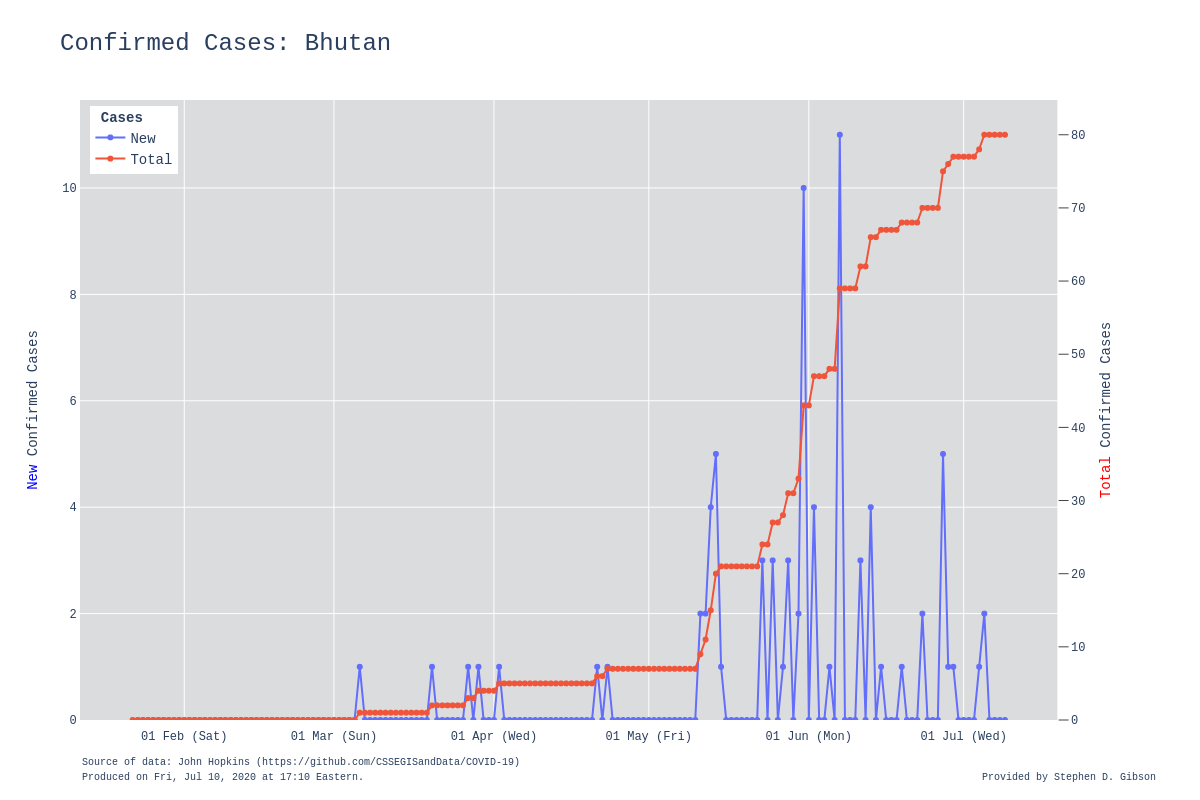 Confirmed Cases: Bhutan
Cases
New
Total
10
8
6
4
2
0
80
70
60
50
40
30
20
10
0
New Confirmed Cases
Total Confirmed Cases
01 Feb (Sat)
01 Mar (Sun)
01 Apr (Wed)
01 May (Fri)
01 Jun (Mon)
01 Jul (Wed)
Source of data: John Hopkins (https://github.com/CSSEGISandData/COVID-19)
Produced on Fri, Jul 10, 2020 at 17:10 Eastern.
Provided by Stephen D. Gibson